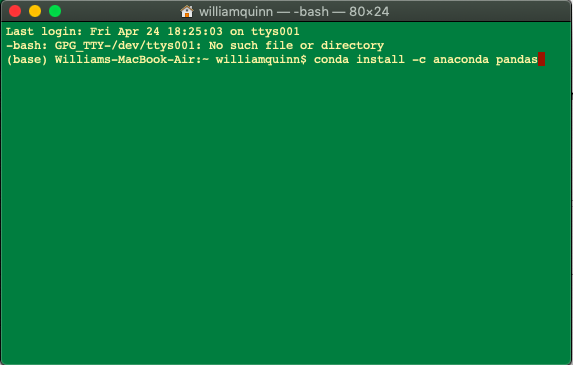 williamquinn — -bash — 80×24
Last login: Fri Apr 24 18:25:03 on ttys001
-bash: GPG_TTY-/dev/ttys001: No such file or directory
(base) Williams-MacBook-Air:~ williamquinn$ conda install -c anaconda pandas